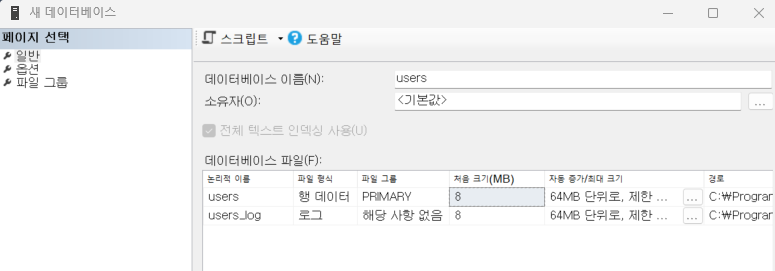 새 데이터베이스
페이지 선택
일반
옵션
파일 그룹
스크립트 도움말
데이터베이스 이름(N): users
소유자(O): <기본값> ...
전체 텍스트 인덱싱 사용(U)
데이터베이스 파일(F):
논리적 이름 파일 형식 파일 그룹 처음 크기(MB) 자동 증가/최대 크기 경로
users 행 데이터 PRIMARY 8 64MB 단위로, 제한 ... ... C:₩Program
users_log 로그 해당 사항 없음 8 64MB 단위로, 제한 ... ... C:₩Program